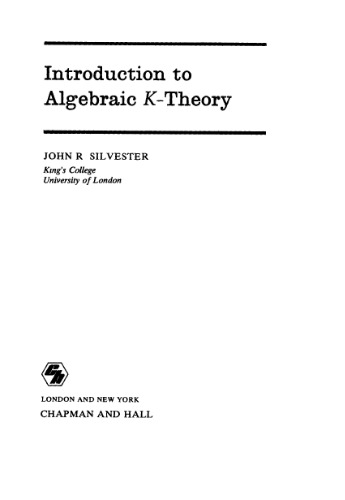 Introduction to
Algebraic K-Theory
JOHN R SILVESTER
King's College
University of London
LONDON AND NEW YORK
CHAPMAN AND HALL